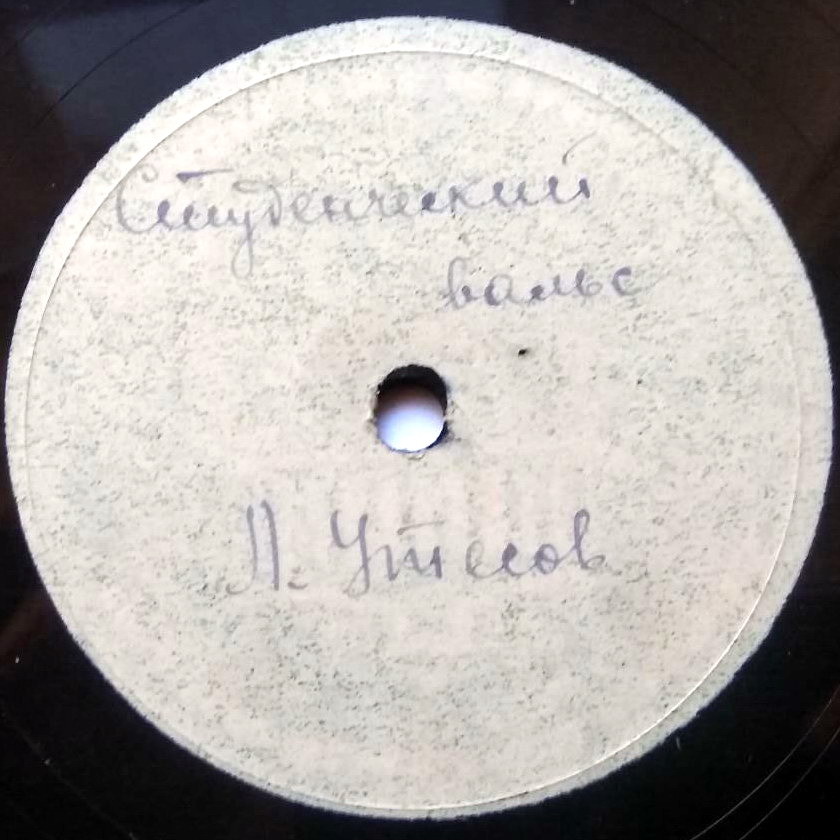 Студенческий
вальс
Л. Утесов